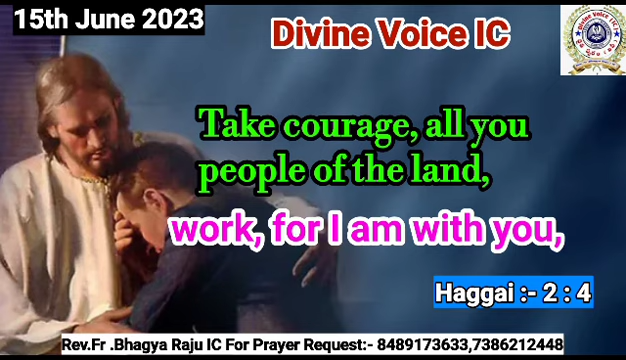 15th June 2023
Divine Voice IC
Take courage, all you
people of the land,
work, for I am with you,
Haggai :- 2 : 4
Rev.Fr .Bhagya Raju IC For Prayer Request:- 8489173633,7386212448